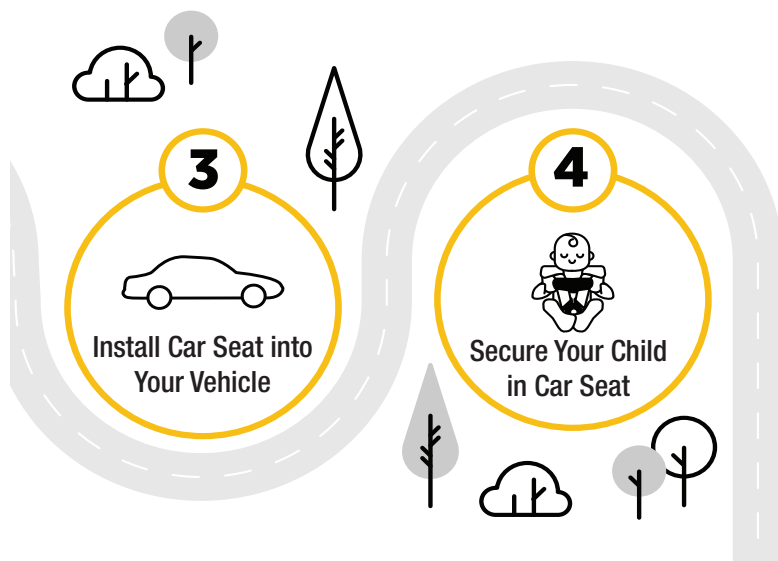 3
Install Car Seat into
Your Vehicle
4
Secure Your Child
in Car Seat